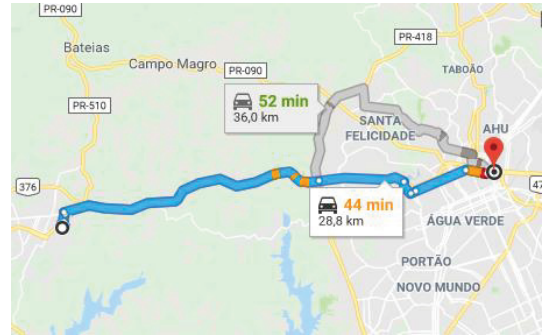 PR-090
Bateias
Campo Magro
PR-418
TABOÃO
PR-090
PR-510
52 min
36,0 km
SANTA
FELICIDADE
AHU
376
47
44 min
28,8 km
ÁGUA VERDE
PORTÃO
NOVO MUNDO